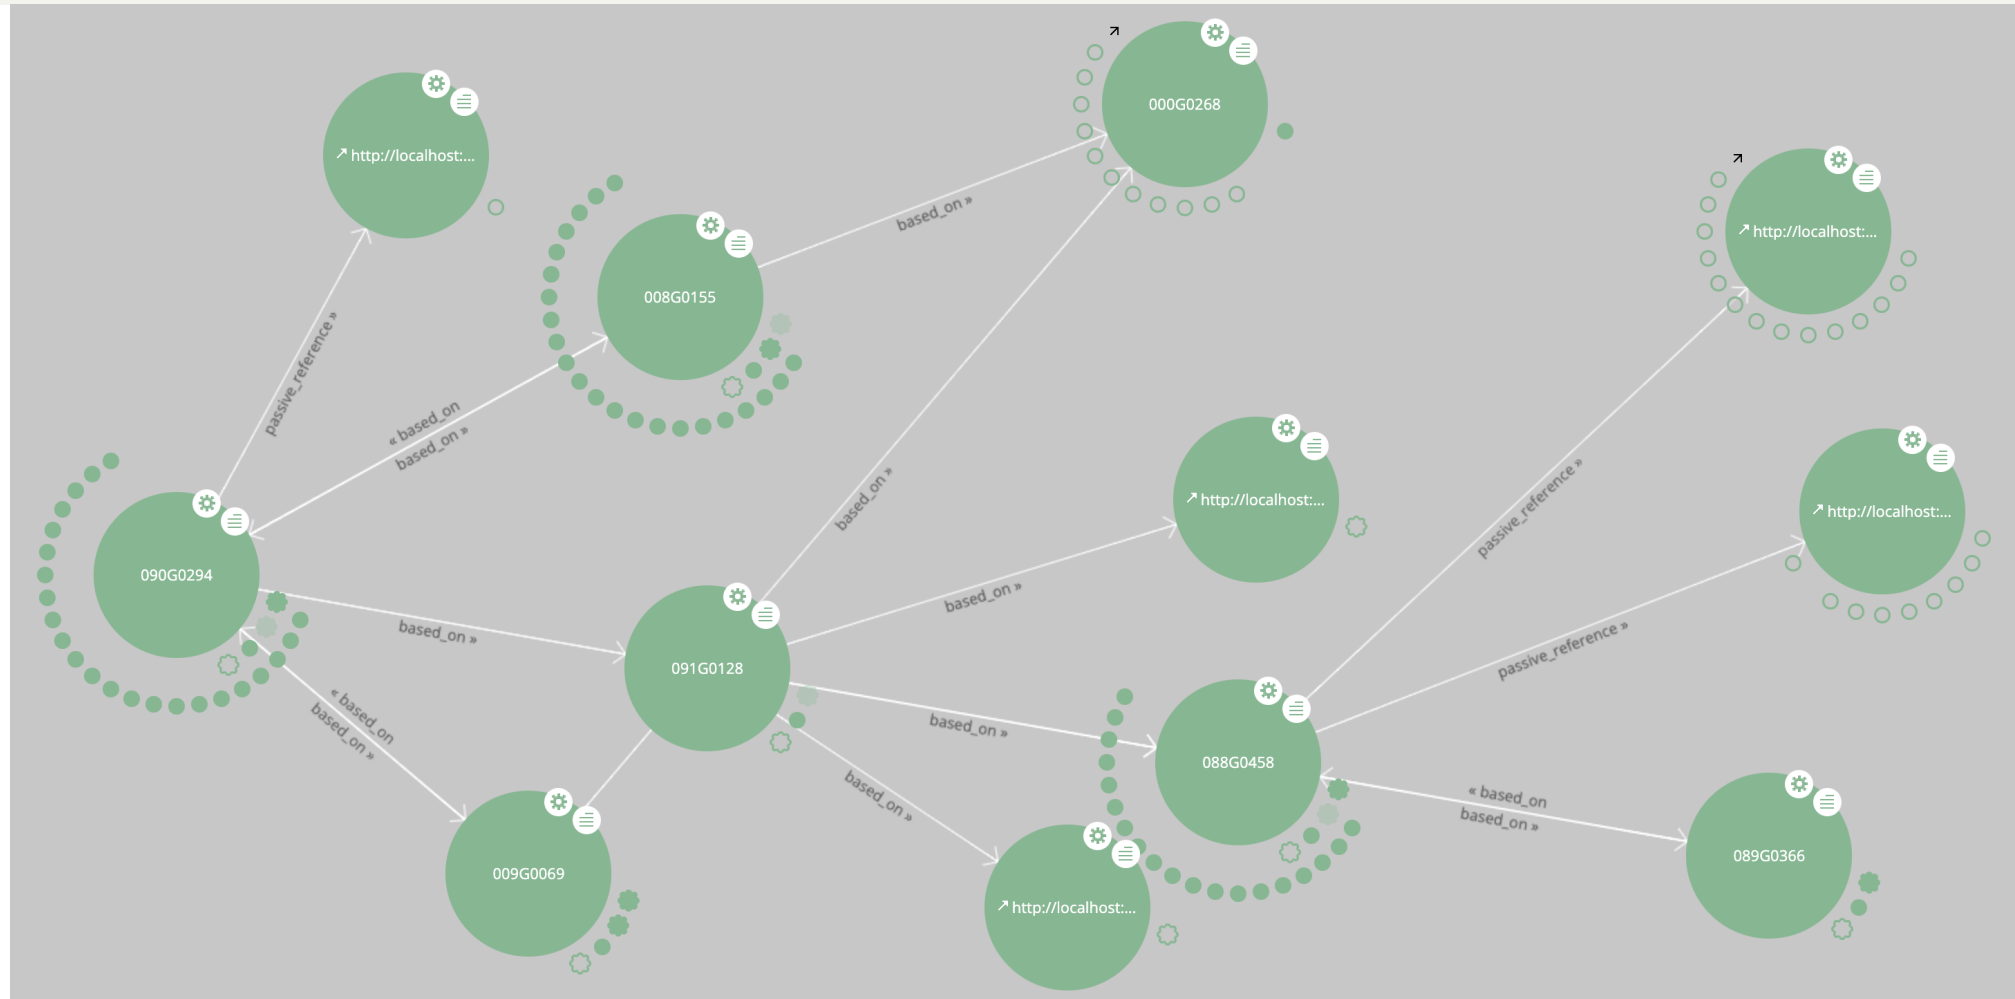 000G0268
↗ http://localhost:...
↗ http://localhost:...
based_on »
008G0155
passive_reference »
« based_on
based_on »
based_on »
↗ http://localhost:...
passive_reference »
↗ http://localhost:...
090G0294
based_on »
based_on »
passive_reference »
091G0128
« based_on
based_on »
based_on »
088G0458
based_on »
« based_on
based_on »
089G0366
009G0069
↗ http://localhost:...